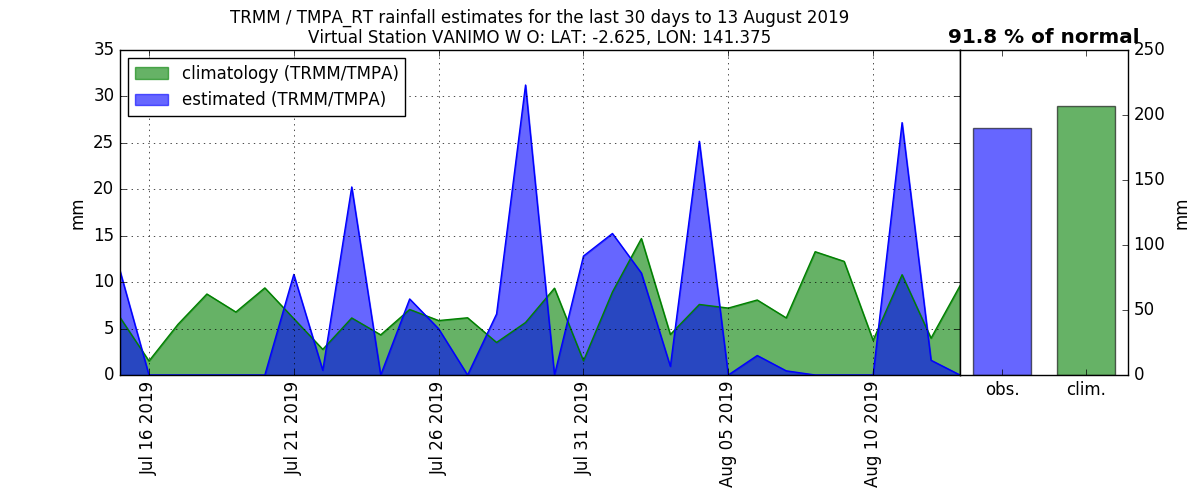 TRMM / TMPA_RT rainfall estimates for the last 30 days to 13 August 2019
Virtual Station VANIMO W O: LAT: -2.625, LON: 141.375
91.8 % of normal
climatology (TRMM/TMPA)
estimated (TRMM/TMPA)
mm
35
30
25
20
15
10
5
0
Jul 16 2019
Jul 21 2019
Jul 26 2019
Jul 31 2019
Aug 05 2019
Aug 10 2019
250
200
150
100
50
0
mm
obs.
clim.